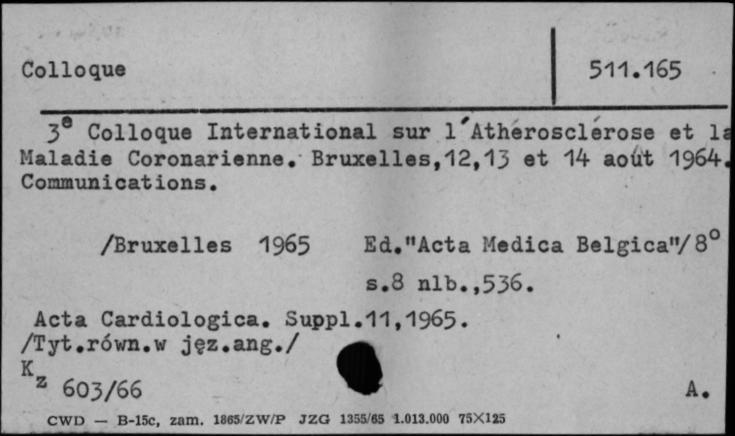 Colloque 511.165
3e Colloque International sur l'Athérosclérose et la
Maladie Coronarienne. Bruxelles,12,13 et 14 août 1964.
Communications.
/Bruxelles 1965 Ed."Acta Medica Belgica"/8°
s.8 nlb.,536.
Acta Cardiologica. Suppl.11,1965.
/Tyt.równ.w jęz.ang./
Kz 603/66 A.
CWD — B-15c, zam. 1865/ZW/P JZG 1355/65 1.013.000 75X125